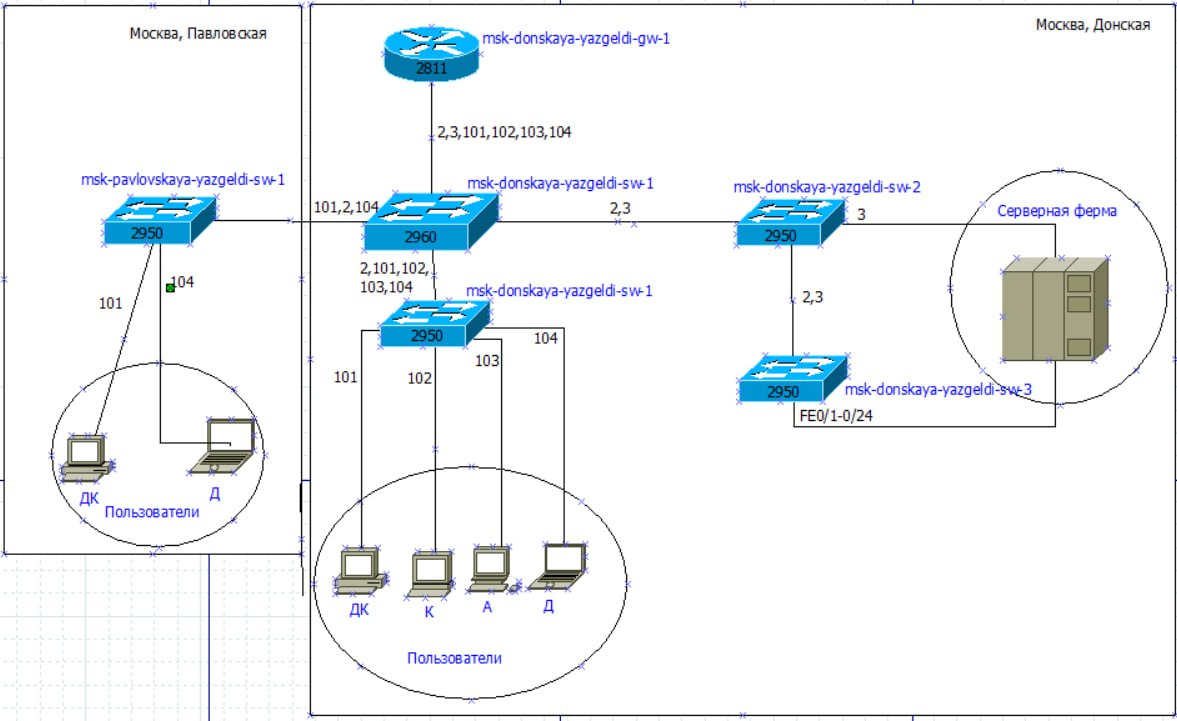 Москва, Павловская
msk-pavlovskaya-yazgeldi-sw-1
2950
101
104
ДК
Д
Пользователи
Москва, Донская
msk-donskaya-yazgeldi-gw-1
2811
2,3,101,102,103,104
101,2,104
msk-donskaya-yazgeldi-sw-1
2960
2,3
msk-donskaya-yazgeldi-sw-2
2950
3
Серверная ферма
2,101,102,
103,104
msk-donskaya-yazgeldi-sw-1
2950
2,3
101
102
103
104
2950
msk-donskaya-yazgeldi-sw-3
FE0/1-0/24
ДК
К
А
Д
Пользователи